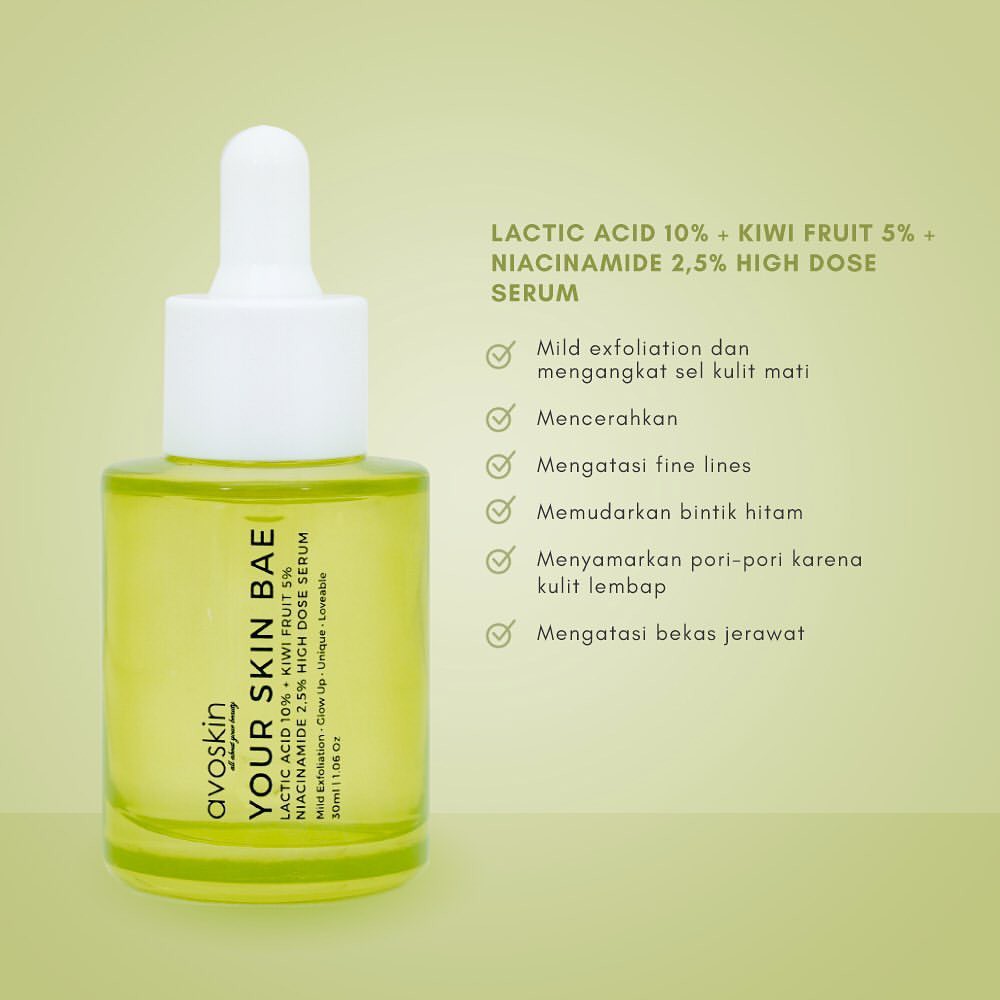 LACTIC ACID 10% + KIWI FRUIT 5% +
NIACINAMIDE 2,5% HIGH DOSE
SERUM
Mild exfoliation dan
mengangkat sel kulit mati
Mencerahkan
Mengatasi fine lines
Memudarkan bintik hitam
Menyamarkan pori-pori karena
kulit lembap
Mengatasi bekas jerawat
avoskin
all about your beauty
YOUR SKIN BAE
LACTIC ACID 10% + KIWI FRUIT 5%
NIACINAMIDE 2.5% HIGH DOSE SERUM
Mild Exfoliation · Glow Up · Unique · Loveable
30ml | 1.06 Oz